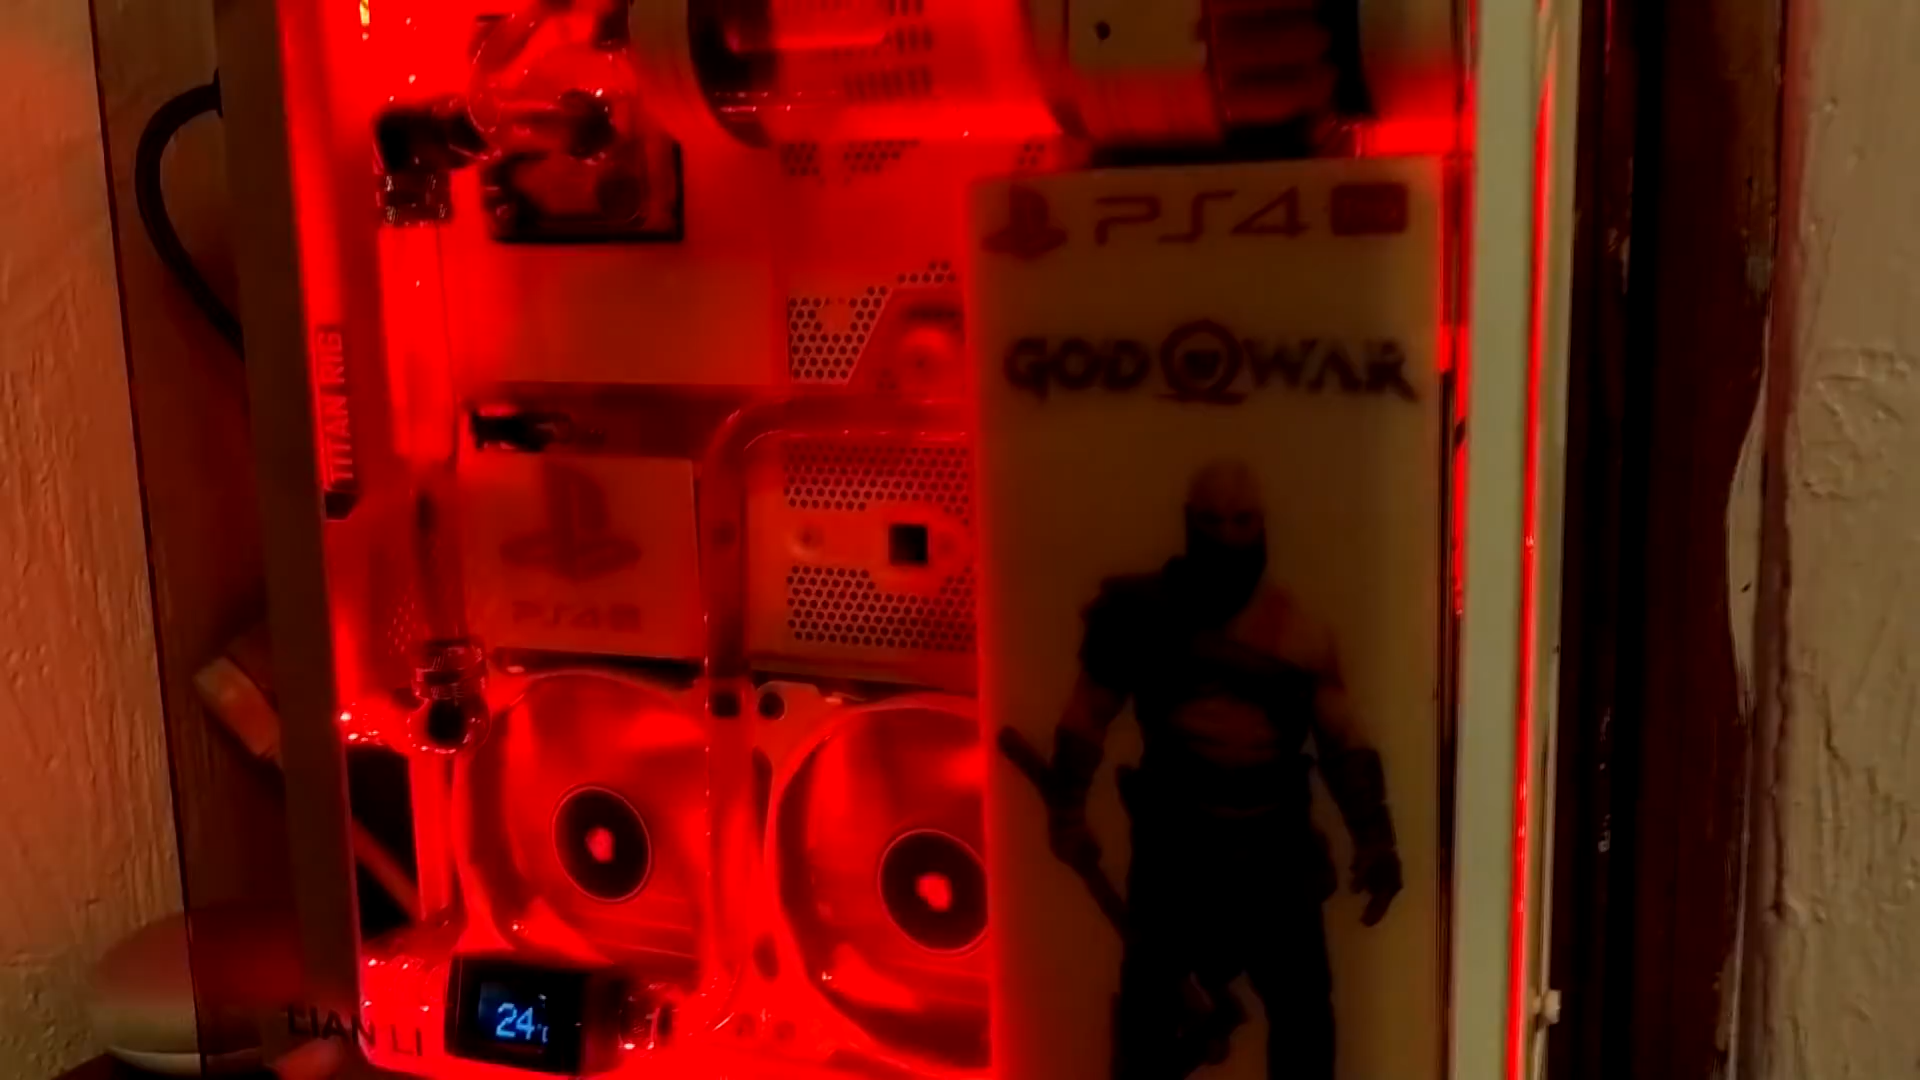 PS4
GOD OF WAR
TITAN RIG
PS4
24°C
LIAN LI